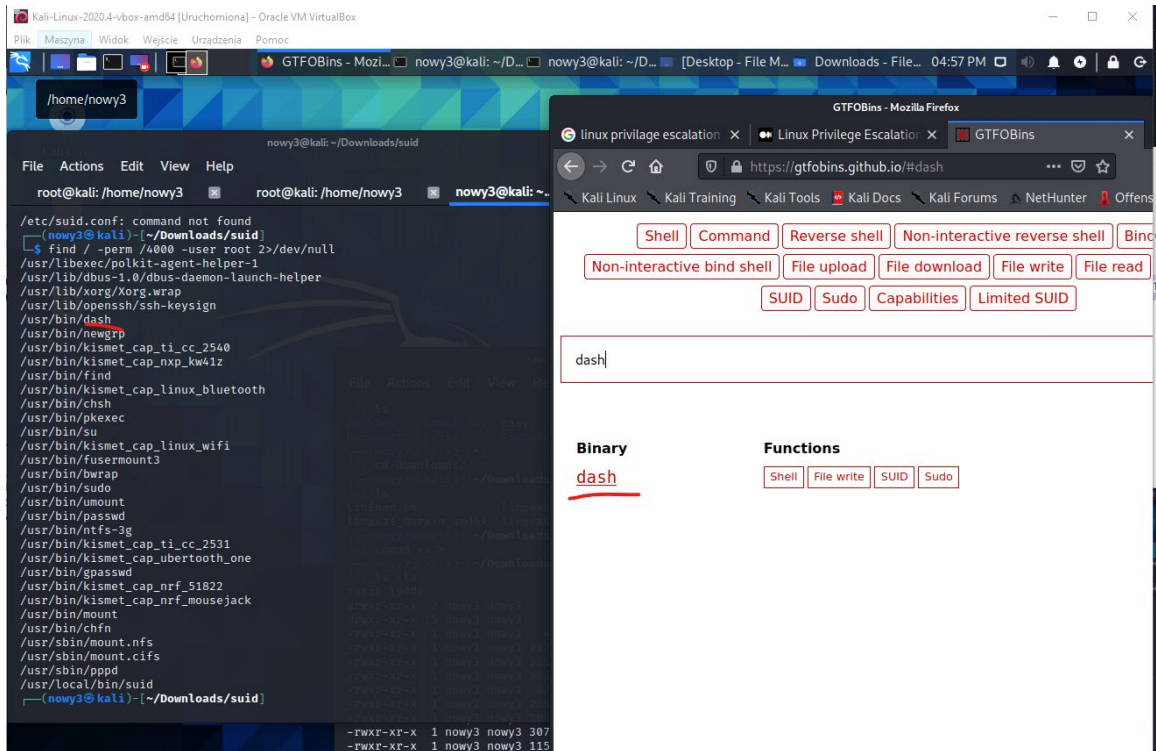 Kali-Linux-2020.4-vbox-amd64 [Uruchomiona] - Oracle VM VirtualBox
Plik Maszyna Widok Wejście Urządzenia Pomoc
GTFOBins - Mozi... nowy3@kali: ~/D... nowy3@kali: ~/D... [Desktop - File M... Downloads - File... 04:57 PM
/home/nowy3
nowy3@kali: ~/Downloads/suid
File Actions Edit View Help
root@kali: /home/nowy3 root@kali: /home/nowy3 nowy3@kali: ~..
/etc/suid.conf: command not found
(nowy3㉿kali)-[~/Downloads/suid]
$ find / -perm /4000 -user root 2>/dev/null
/usr/libexec/polkit-agent-helper-1
/usr/lib/dbus-1.0/dbus-daemon-launch-helper
/usr/lib/xorg/Xorg.wrap
/usr/lib/openssh/ssh-keysign
/usr/bin/dash
/usr/bin/newgrp
/usr/bin/kismet_cap_ti_cc_2540
/usr/bin/kismet_cap_nxp_kw41z
/usr/bin/find
/usr/bin/kismet_cap_linux_bluetooth
/usr/bin/chsh
/usr/bin/pkexec
/usr/bin/su
/usr/bin/kismet_cap_linux_wifi
/usr/bin/fusermount3
/usr/bin/bwrap
/usr/bin/sudo
/usr/bin/umount
/usr/bin/passwd
/usr/bin/ntfs-3g
/usr/bin/kismet_cap_ti_cc_2531
/usr/bin/kismet_cap_ubertooth_one
/usr/bin/gpasswd
/usr/bin/kismet_cap_nrf_51822
/usr/bin/kismet_cap_nrf_mousejack
/usr/bin/mount
/usr/bin/chfn
/usr/sbin/mount.nfs
/usr/sbin/mount.cifs
/usr/sbin/pppd
/usr/local/bin/suid
(nowy3㉿kali)-[~/Downloads/suid]
-rwxr-xr-x 1 nowy3 nowy3 307
-rwxr-xr-x 1 nowy3 nowy3 115
GTFOBins - Mozilla Firefox
linux privilage escalation Linux Privilege Escalation GTFOBins
https://gtfobins.github.io/#dash
Kali Linux Kali Training Kali Tools Kali Docs Kali Forums NetHunter Offens
Shell Command Reverse shell Non-interactive reverse shell Bind
Non-interactive bind shell File upload File download File write File read
SUID Sudo Capabilities Limited SUID
dash
Binary Functions
dash Shell File write SUID Sudo